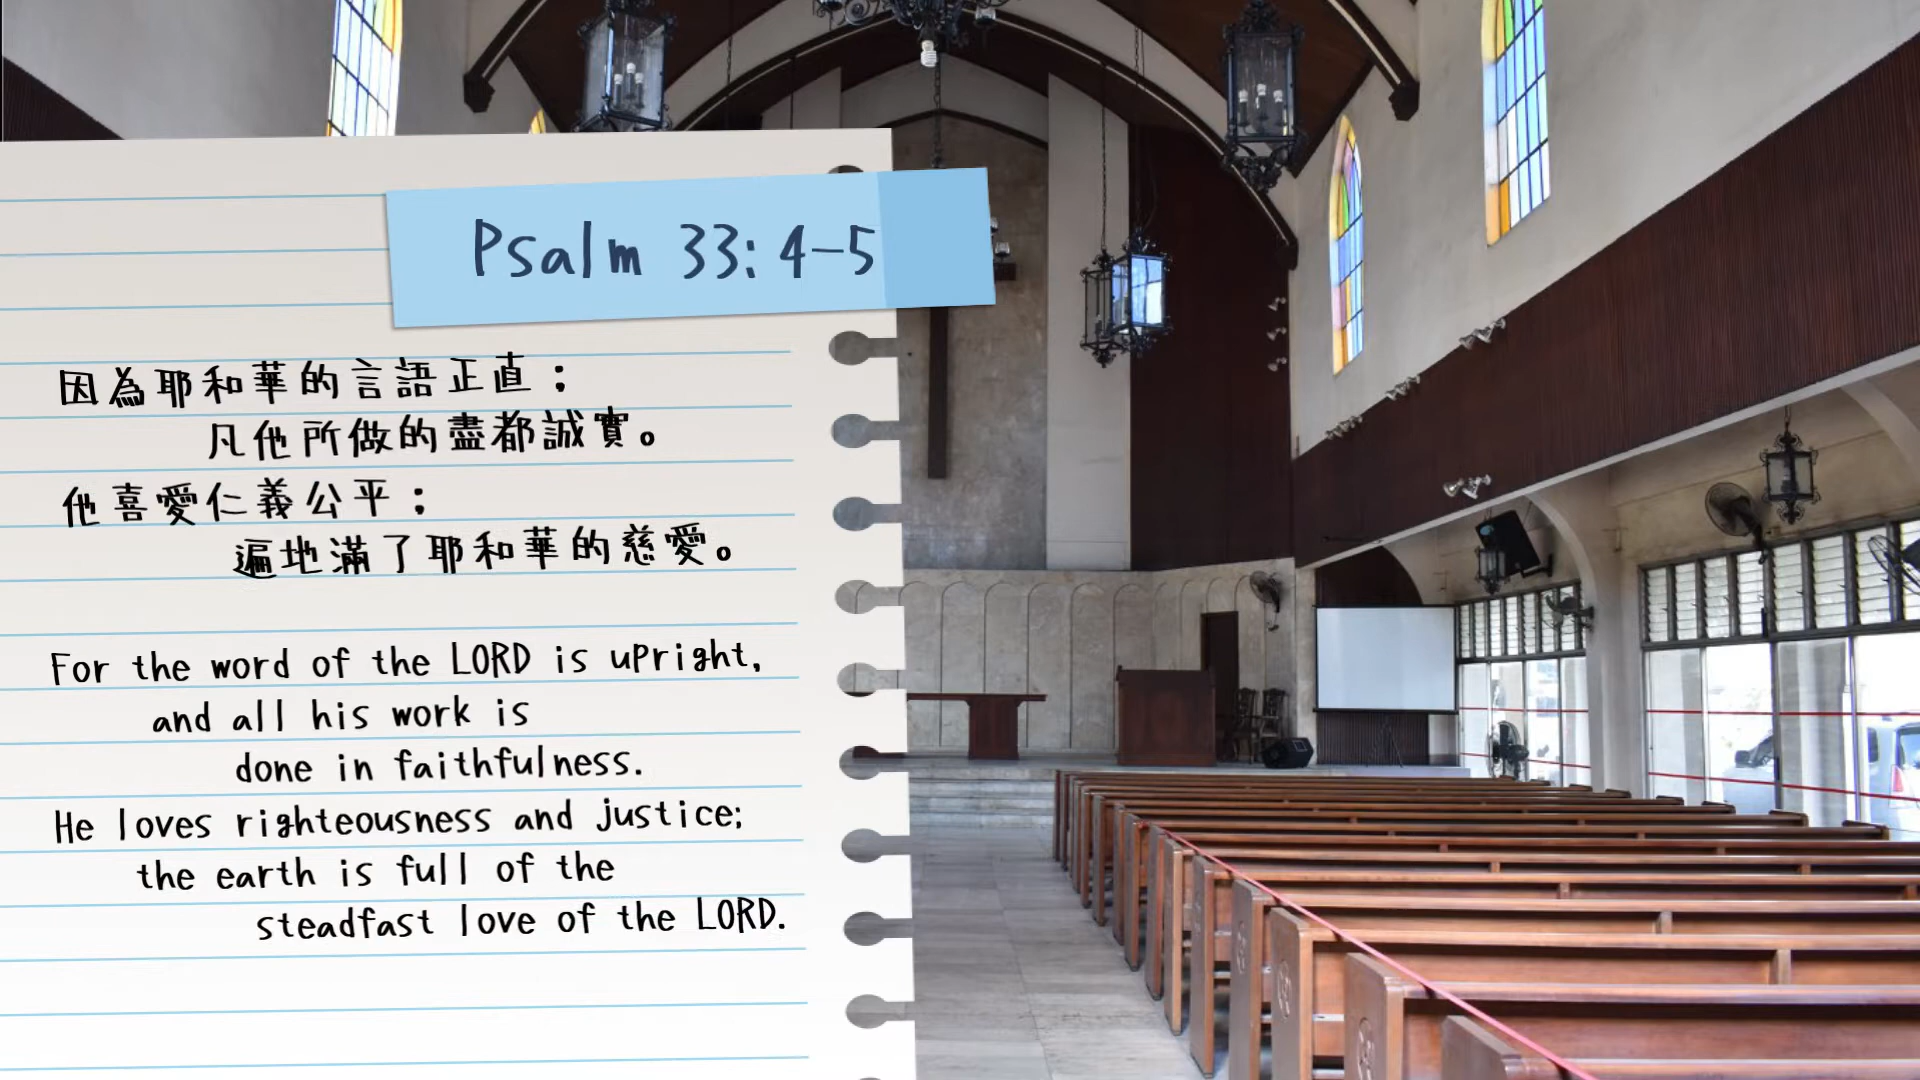 Psalm 33:4-5
因為耶和華的言語正直；
凡他所做的盡都誠實。
他喜愛仁義公平；
遍地滿了耶和華的慈愛。
For the word of the LORD is upright,
and all his work is
done in faithfulness.
He loves righteousness and justice;
the earth is full of the
steadfast love of the LORD.